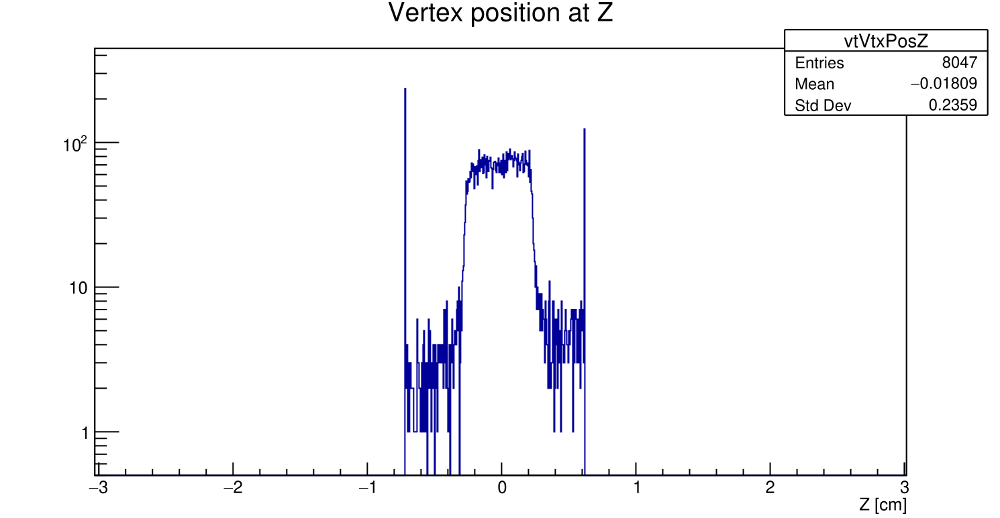 Vertex position at Z
vtVtxPosZ
Entries 8047
Mean −0.01809
Std Dev 0.2359
10²
10
1
−3 −2 −1 0 1 2 3
Z [cm]